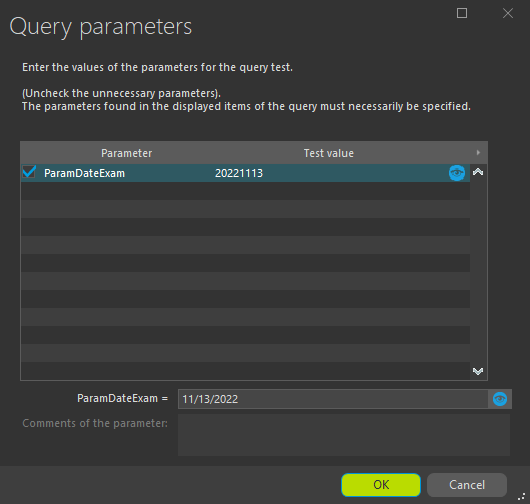 Query parameters
Enter the values of the parameters for the query test.
(Uncheck the unnecessary parameters).
The parameters found in the displayed items of the query must necessarily be specified.
Parameter Test value
ParamDateExam 20221113
ParamDateExam = 11/13/2022
Comments of the parameter:
OK Cancel